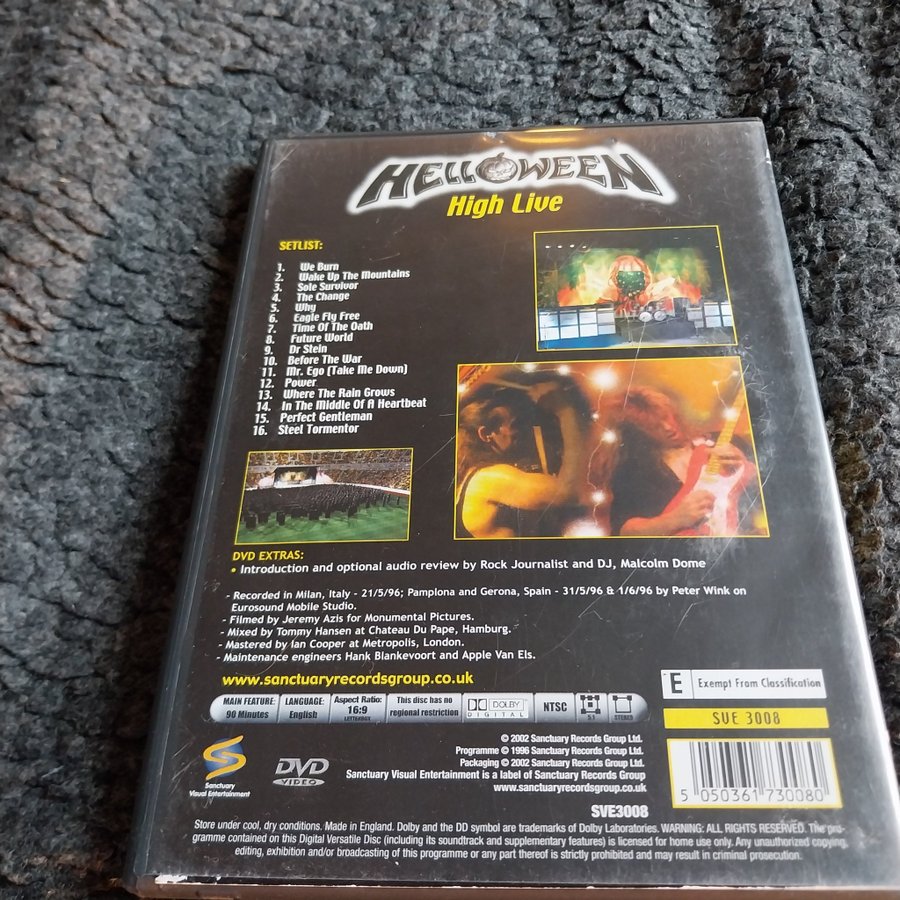 HELLOWEEN
High Live
SETLIST:
1. We Burn
2. Wake Up The Mountains
3. Sole Survivor
4. The Change
5. Why
6. Eagle Fly Free
7. Time Of The Oath
8. Future World
9. Dr Stein
10. Before The War
11. Mr. Ego (Take Me Down)
12. Power
13. Where The Rain Grows
14. In The Middle Of A Heartbeat
15. Perfect Gentleman
16. Steel Tormentor
DVD EXTRAS:
• Introduction and optional audio review by Rock Journalist and DJ, Malcolm Dome
- Recorded in Milan, Italy - 21/5/96; Pamplona and Gerona, Spain - 31/5/96 & 1/6/96 by Peter Wink on
Eurosound Mobile Studio.
- Filmed by Jeremy Azis for Monumental Pictures.
- Mixed by Tommy Hansen at Chateau Du Pape, Hamburg.
- Mastered by Ian Cooper at Metropolis, London.
- Maintenance engineers Hank Blankevoort and Apple Van Els.
www.sanctuaryrecordsgroup.co.uk
E Exempt From Classification
MAIN FEATURE: 90 Minutes
LANGUAGE: English
Aspect Ratio: 16:9 LETTERBOX
This disc has no regional restriction
DOLBY DIGITAL
NTSC
5.1
STEREO
SVE 3008
© 2002 Sanctuary Records Group Ltd.
Programme © 1996 Sanctuary Records Group Ltd.
Packaging © 2002 Sanctuary Records Group Ltd.
Sanctuary Visual Entertainment is a label of Sanctuary Records Group
www.sanctuaryrecordsgroup.co.uk
Sanctuary
Visual Entertainment
DVD
VIDEO
5 050361 730080
SVE3008
Store under cool, dry conditions. Made in England. Dolby and the DD symbol are trademarks of Dolby Laboratories. WARNING: ALL RIGHTS RESERVED. The pro-
gramme contained on this Digital Versatile Disc (including its soundtrack and supplementary features) is licensed for home use only. Any unauthorized copying,
editing, exhibition and/or broadcasting of this programme or any part thereof is strictly prohibited and may result in criminal prosecution.